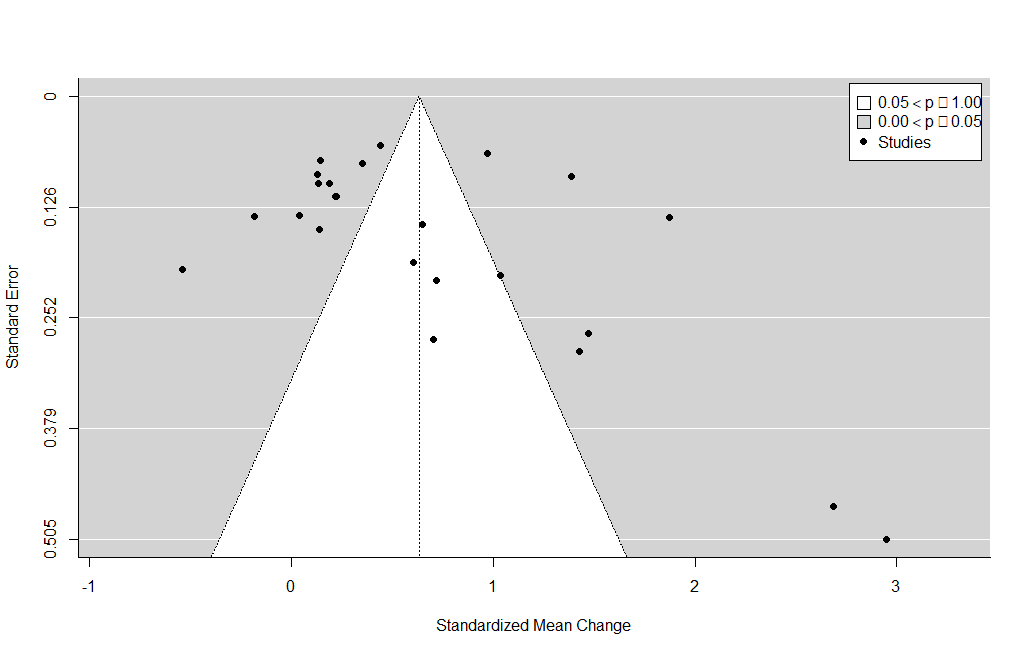 0.05 < p □ 1.00
0.00 < p □ 0.05
Studies
0
0.126
0.252
0.379
0.505
Standard Error
-1 0 1 2 3
Standardized Mean Change